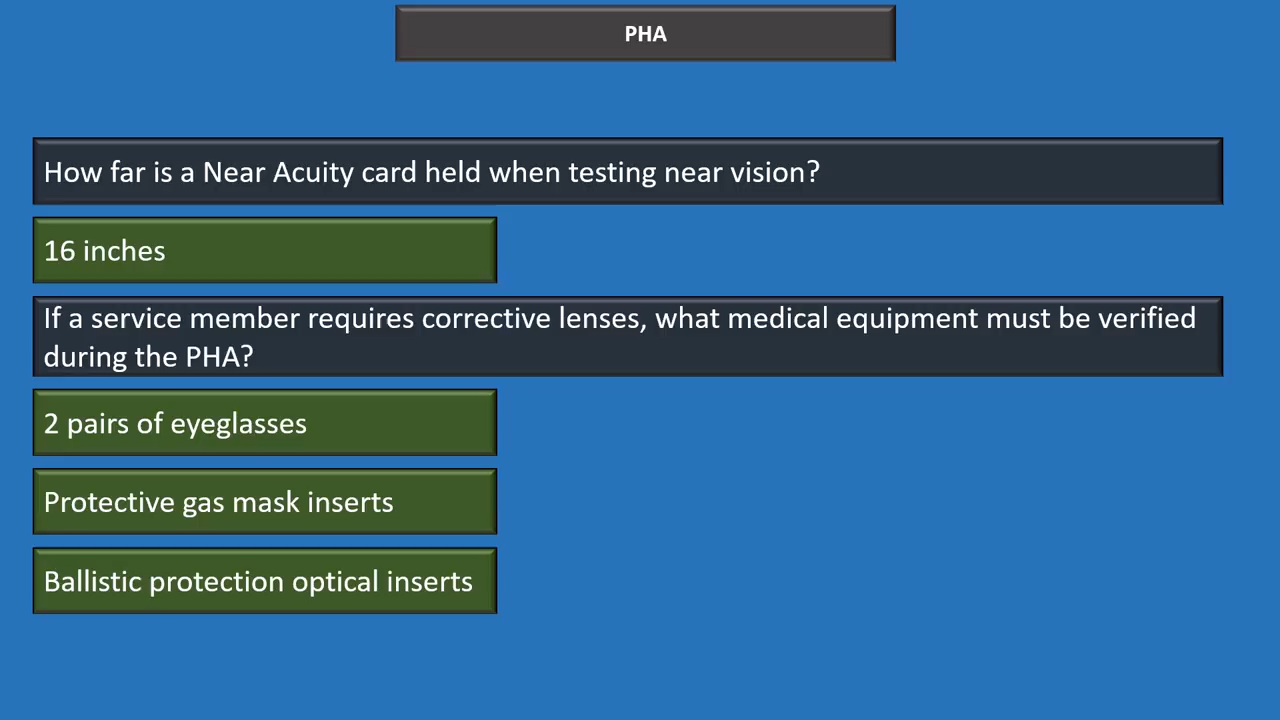 PHA
How far is a Near Acuity card held when testing near vision?
16 inches
If a service member requires corrective lenses, what medical equipment must be verified
during the PHA?
2 pairs of eyeglasses
Protective gas mask inserts
Ballistic protection optical inserts